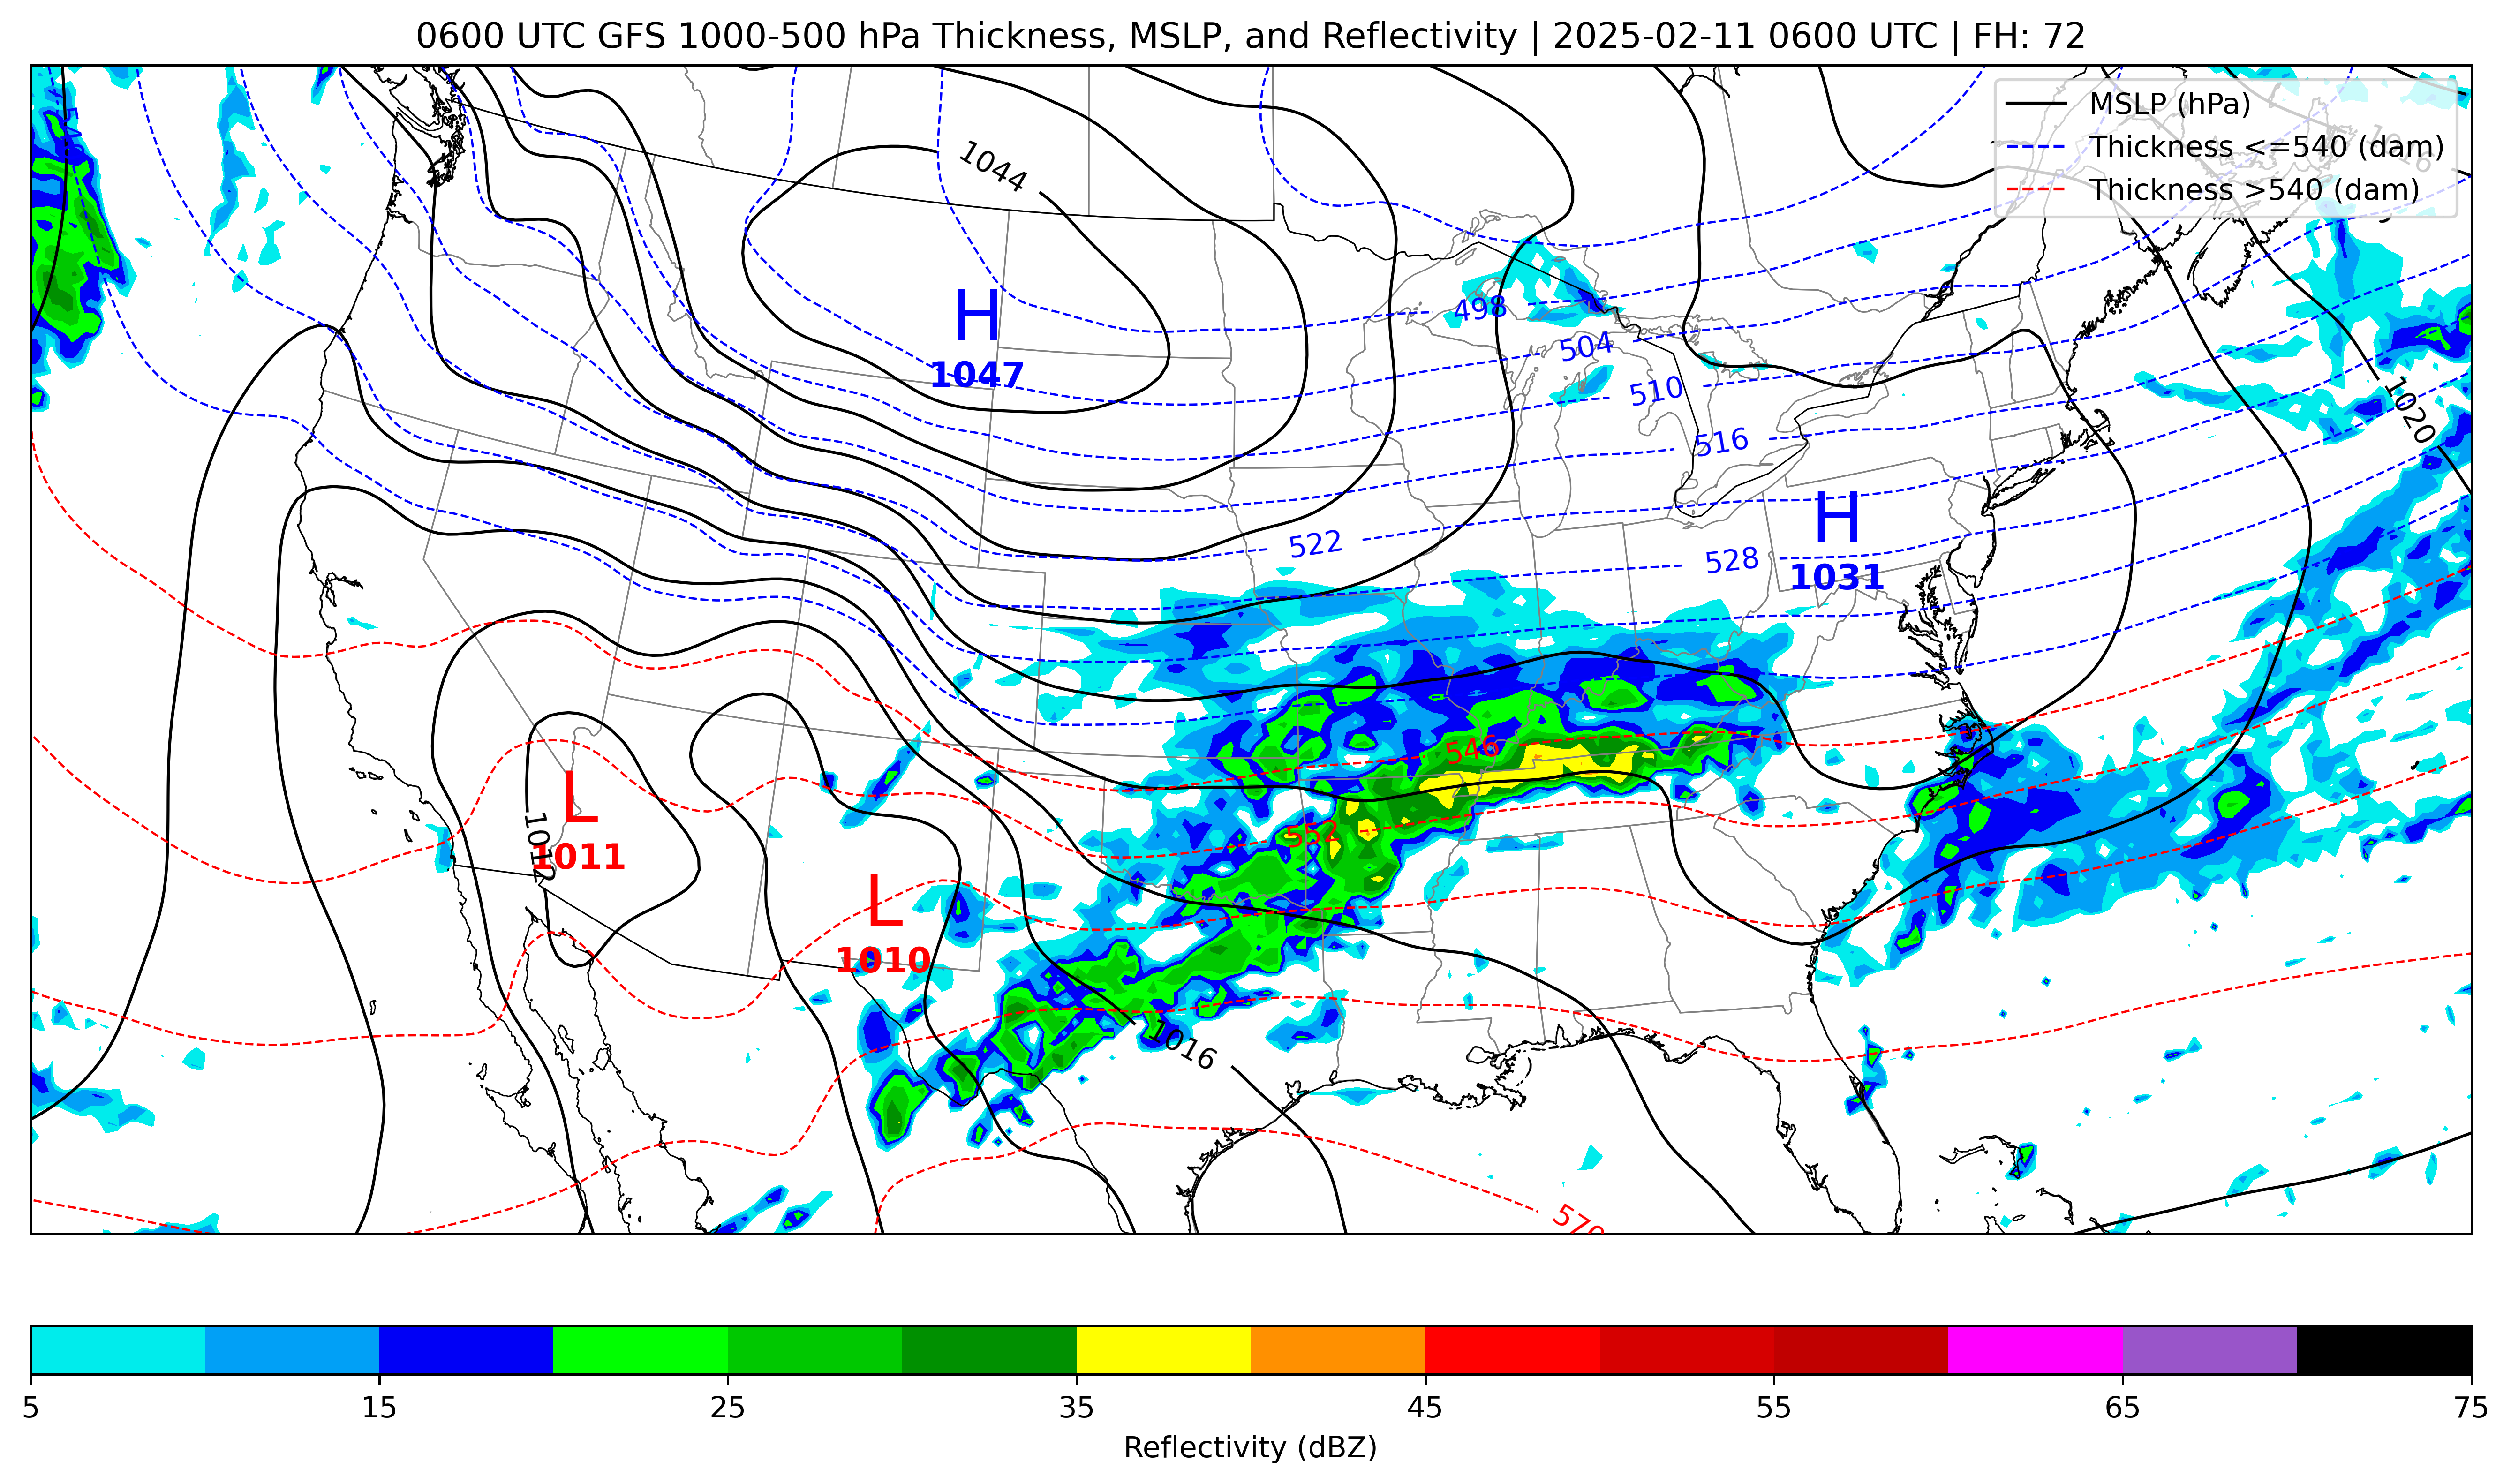 0600 UTC GFS 1000-500 hPa Thickness, MSLP, and Reflectivity | 2025-02-11 0600 UTC | FH: 72
MSLP (hPa)
Thickness <=540 (dam)
Thickness >540 (dam)
1016
1044
H
1047
498
504
510
516
1020
522
528
H
1031
546
552
L
1011
1012
L
1010
1016
570
5
15
25
35
45
55
65
75
Reflectivity (dBZ)